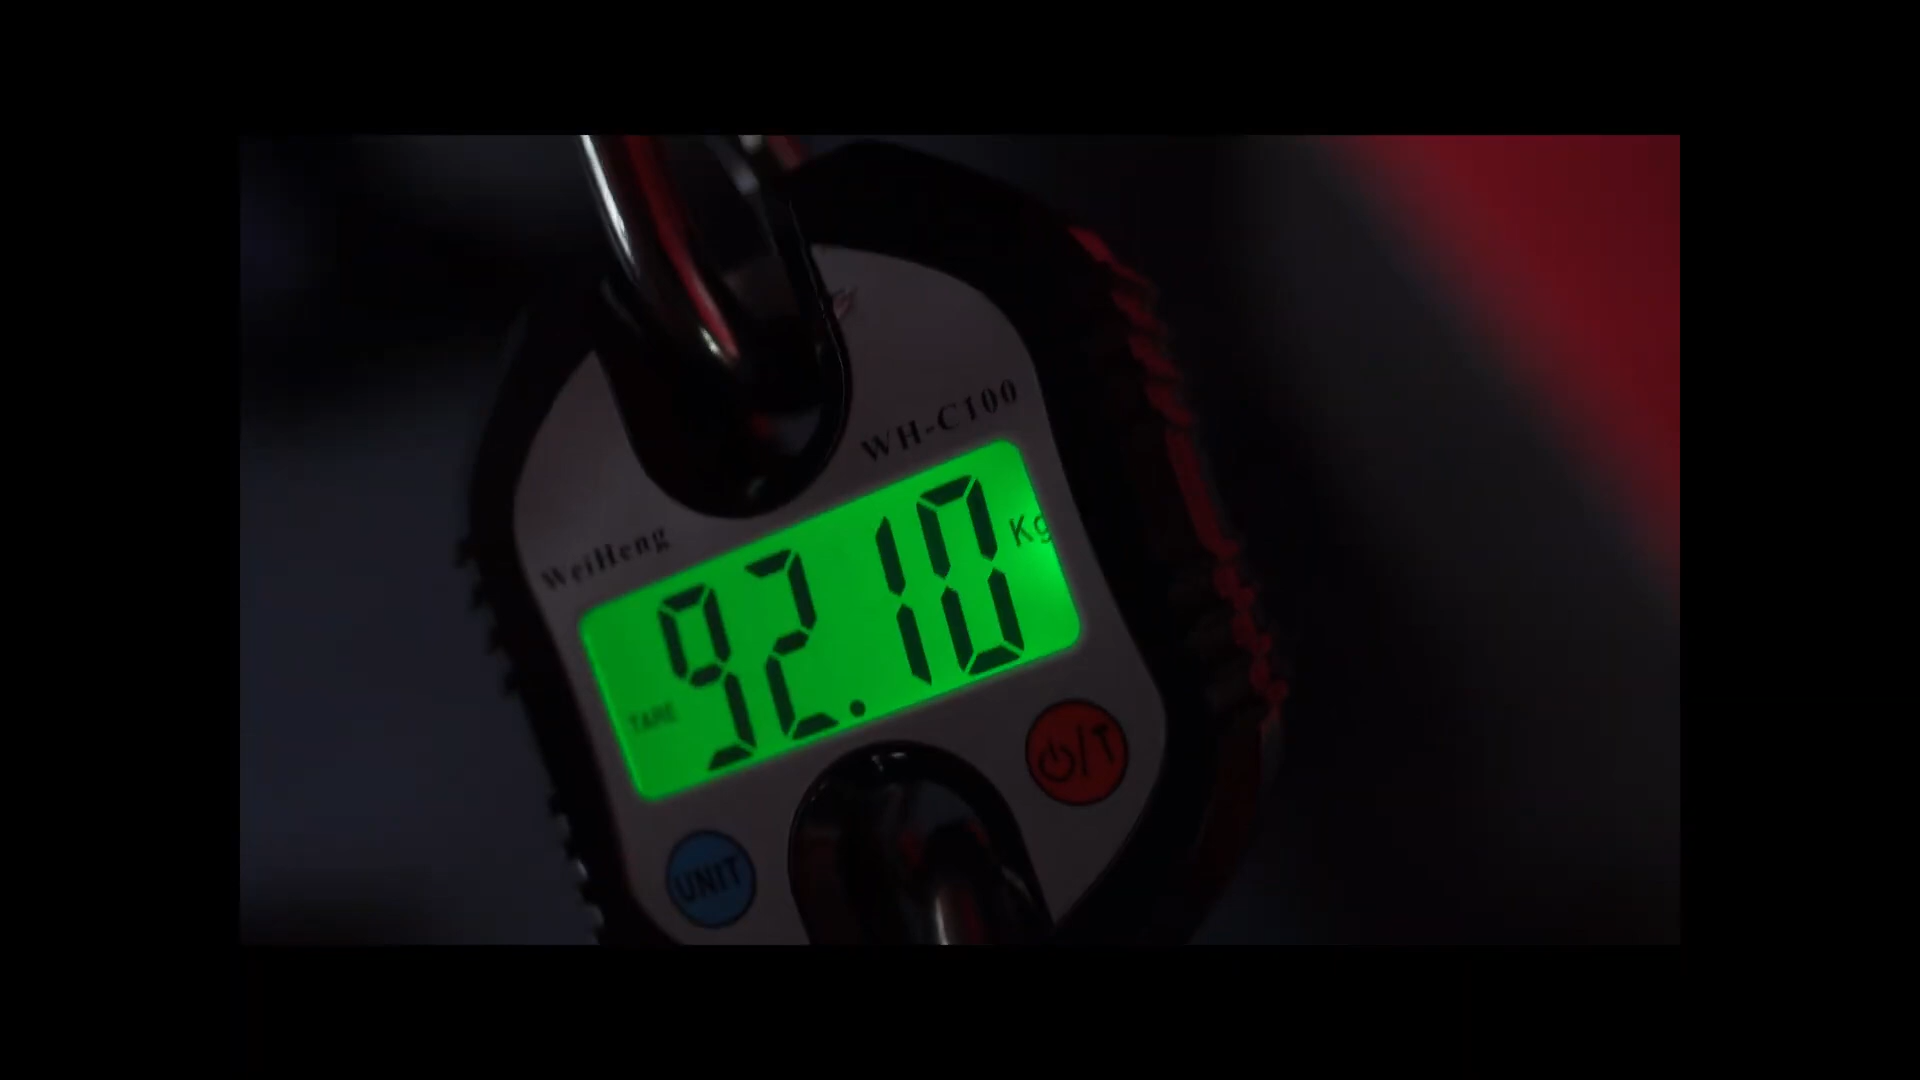 WeiHeng
WH-C100
92.10 Kg
TARE
UNIT
⏻/T